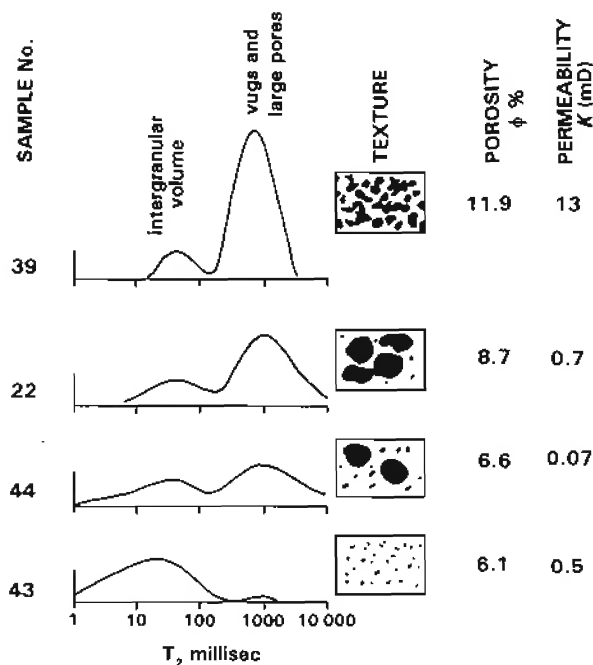 SAMPLE No.
intergranular
volume
vugs and
large pores
TEXTURE
POROSITY
ϕ %
PERMEABILITY
K (mD)
39
11.9
13
22
8.7
0.7
44
6.6
0.07
43
6.1
0.5
1
10
100
1000
10 000
T, millisec